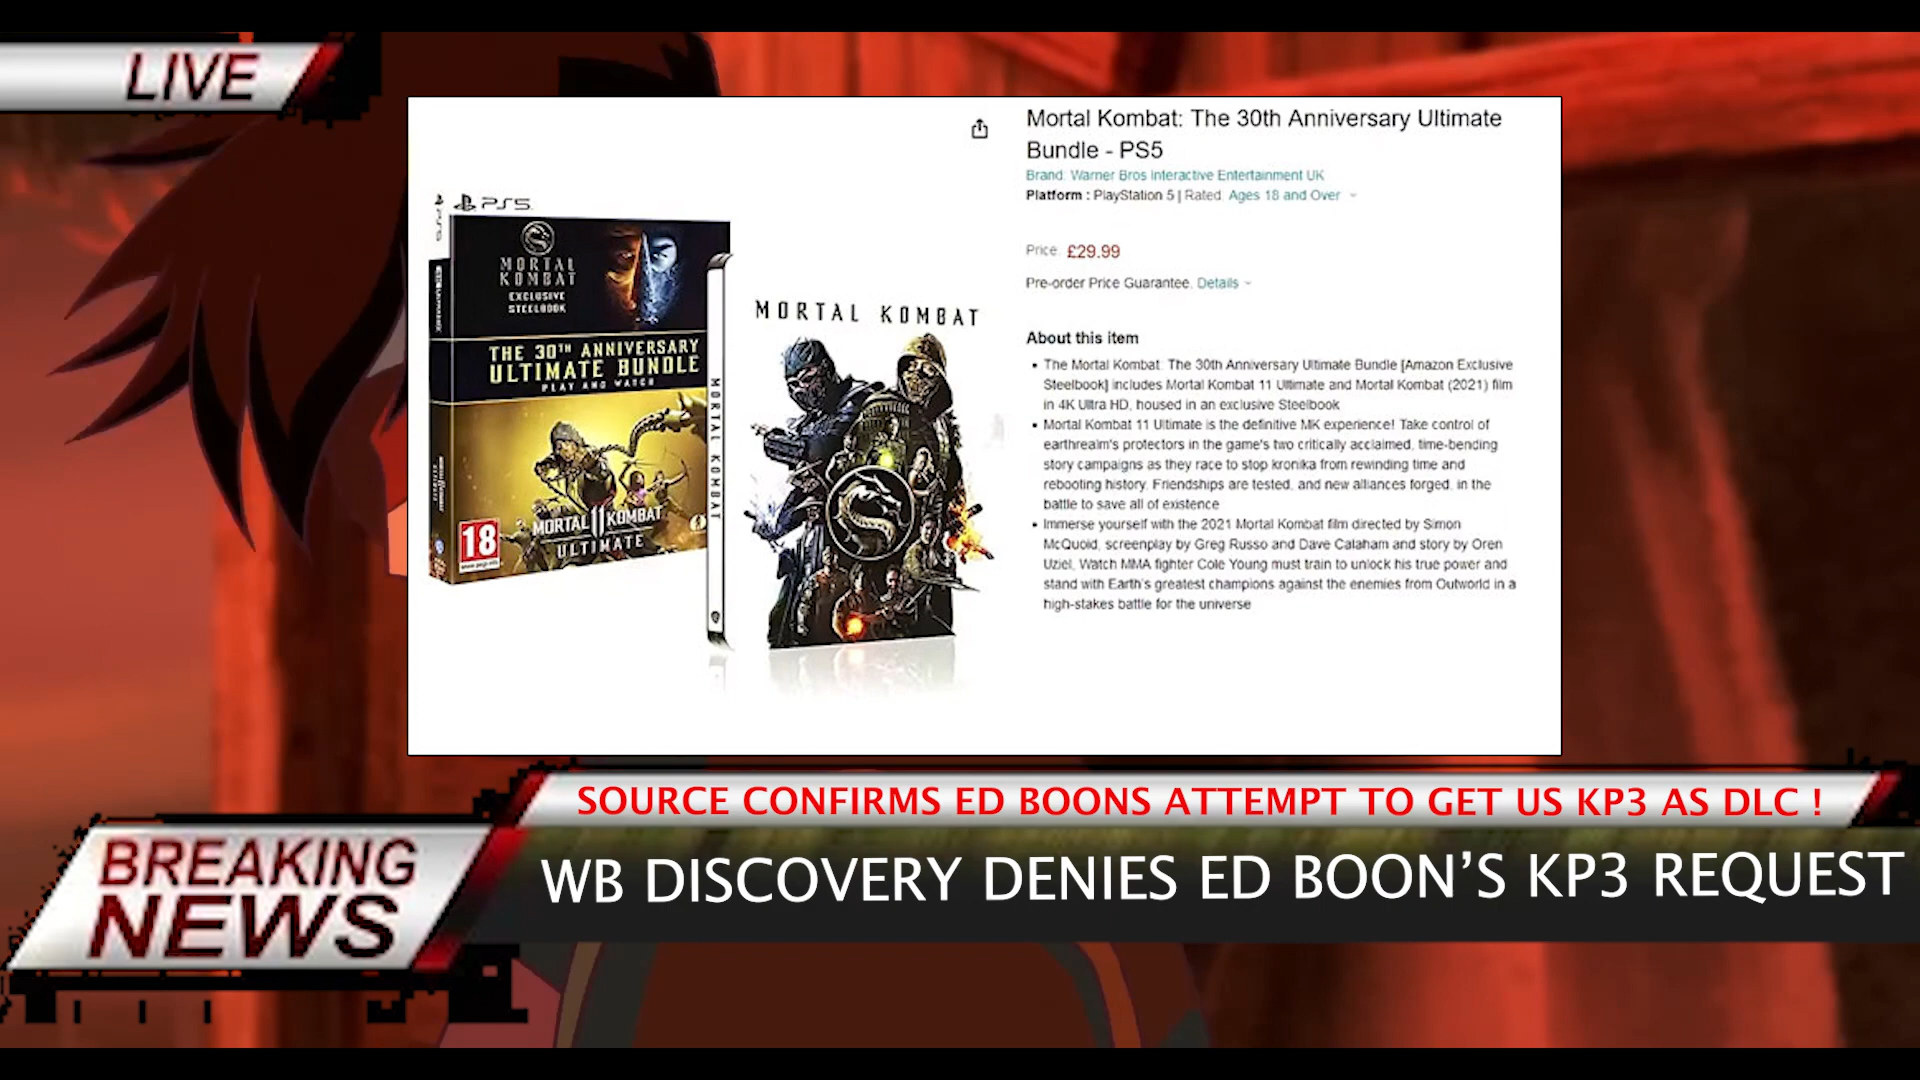 LIVE
Mortal Kombat: The 30th Anniversary Ultimate
Bundle - PS5
Brand: Warner Bros Interactive Entertainment UK
Platform : PlayStation 5 | Rated: Ages 18 and Over
Price: £29.99
Pre-order Price Guarantee. Details
About this item
• The Mortal Kombat: The 30th Anniversary Ultimate Bundle [Amazon Exclusive
Steelbook] includes Mortal Kombat 11 Ultimate and Mortal Kombat (2021) film
in 4K Ultra HD, housed in an exclusive Steelbook
• Mortal Kombat 11 Ultimate is the definitive MK experience! Take control of
earthrealm's protectors in the game's two critically acclaimed, time-bending
story campaigns as they race to stop kronika from rewinding time and
rebooting history. Friendships are tested, and new alliances forged, in the
battle to save all of existence
• Immerse yourself with the 2021 Mortal Kombat film directed by Simon
McQuoid, screenplay by Greg Russo and Dave Calaham and story by Oren
Uziel, Watch MMA fighter Cole Young must train to unlock his true power and
stand with Earth's greatest champions against the enemies from Outworld in a
high-stakes battle for the universe
PS5
PS5
MORTAL
KOMBAT
EXCLUSIVE
STEELBOOK
THE 30TH ANNIVERSARY
ULTIMATE BUNDLE
PLAY AND WATCH
MORTAL 11 KOMBAT
ULTIMATE
18
MORTAL KOMBAT
MORTAL KOMBAT
SOURCE CONFIRMS ED BOONS ATTEMPT TO GET US KP3 AS DLC !
BREAKING
NEWS
WB DISCOVERY DENIES ED BOON’S KP3 REQUEST